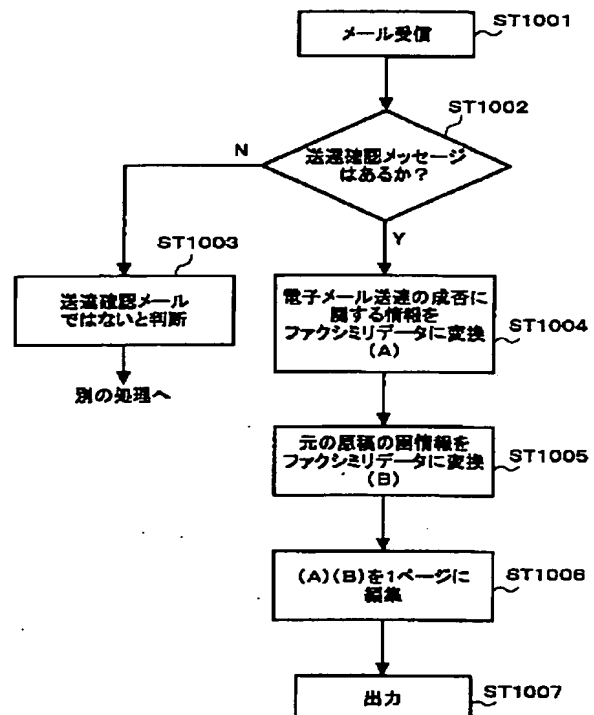 メール受信
ST1001
ST1002
送達確認メッセージ
はあるか？
N
Y
ST1003
送達確認メール
ではないと判断
別の処理へ
電子メール送達の成否に
関する情報を
ファクシミリデータに変換
(A)
ST1004
元の原稿の画情報を
ファクシミリデータに変換
(B)
ST1005
(A)(B)を1ページに
編集
ST1006
出力
ST1007